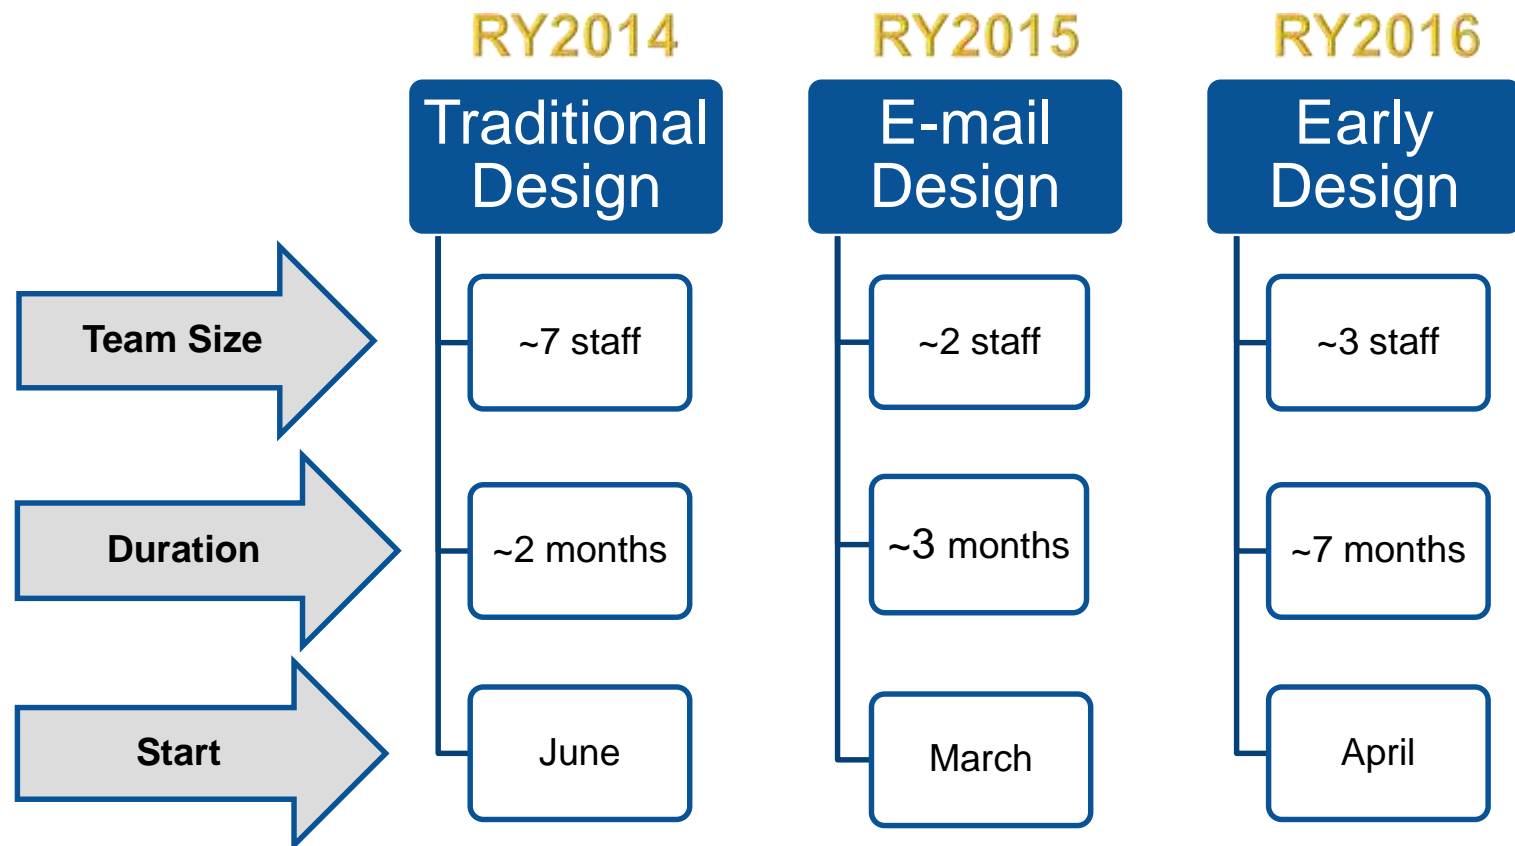 RY2014
RY2015
RY2016
Traditional
Design
E-mail
Design
Early
Design
Team Size
~7 staff
~2 staff
~3 staff
Duration
~2 months
~3 months
~7 months
Start
June
March
April